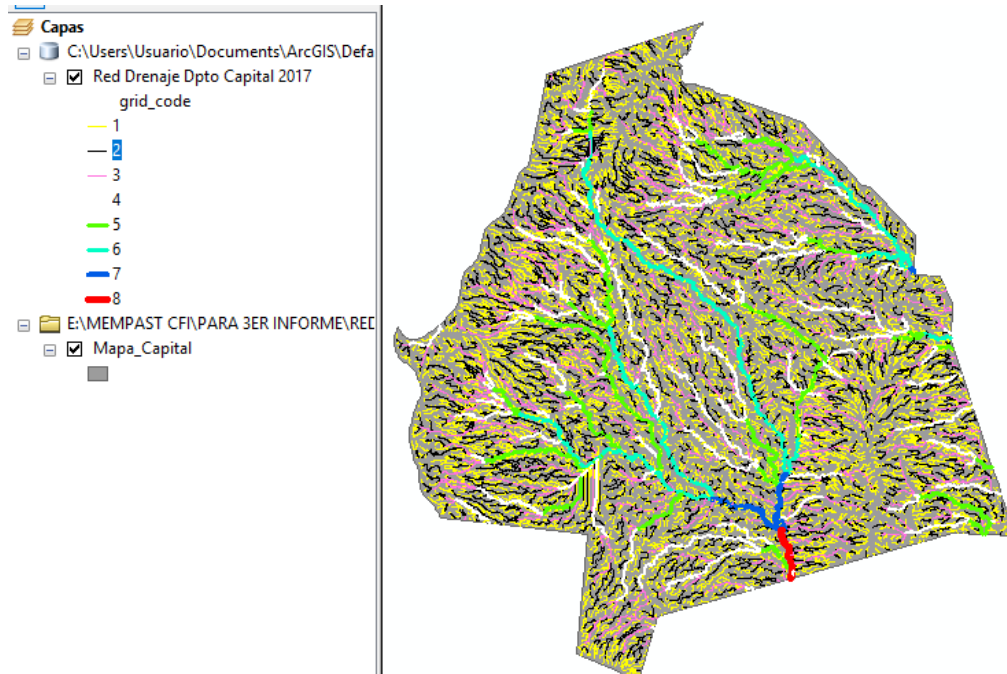 Capas
C:\Users\Usuario\Documents\ArcGIS\Defa
Red Drenaje Dpto Capital 2017
grid_code
1
2
3
4
5
6
7
8
E:\MEMPAST CFI\PARA 3ER INFORME\RED
Mapa_Capital